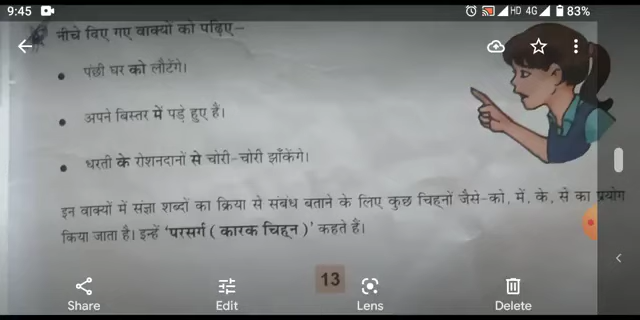 9:45 HD 4G 83%
नीचे दिए गए वाक्यों को पढ़िए–
• पंछी घर को लौटेंगे।
• अपने बिस्तर में पड़े हुए हैं।
• धरती के रोशनदानों से चोरी-चोरी झाँकेंगे।
इन वाक्यों में संज्ञा शब्दों का क्रिया से संबंध बताने के लिए कुछ चिह्नों जैसे-को, में, के, से का प्रयोग
किया जाता है। इन्हें ‘परसर्ग ( कारक चिह्न )’ कहते हैं।
13
Share Edit Lens Delete